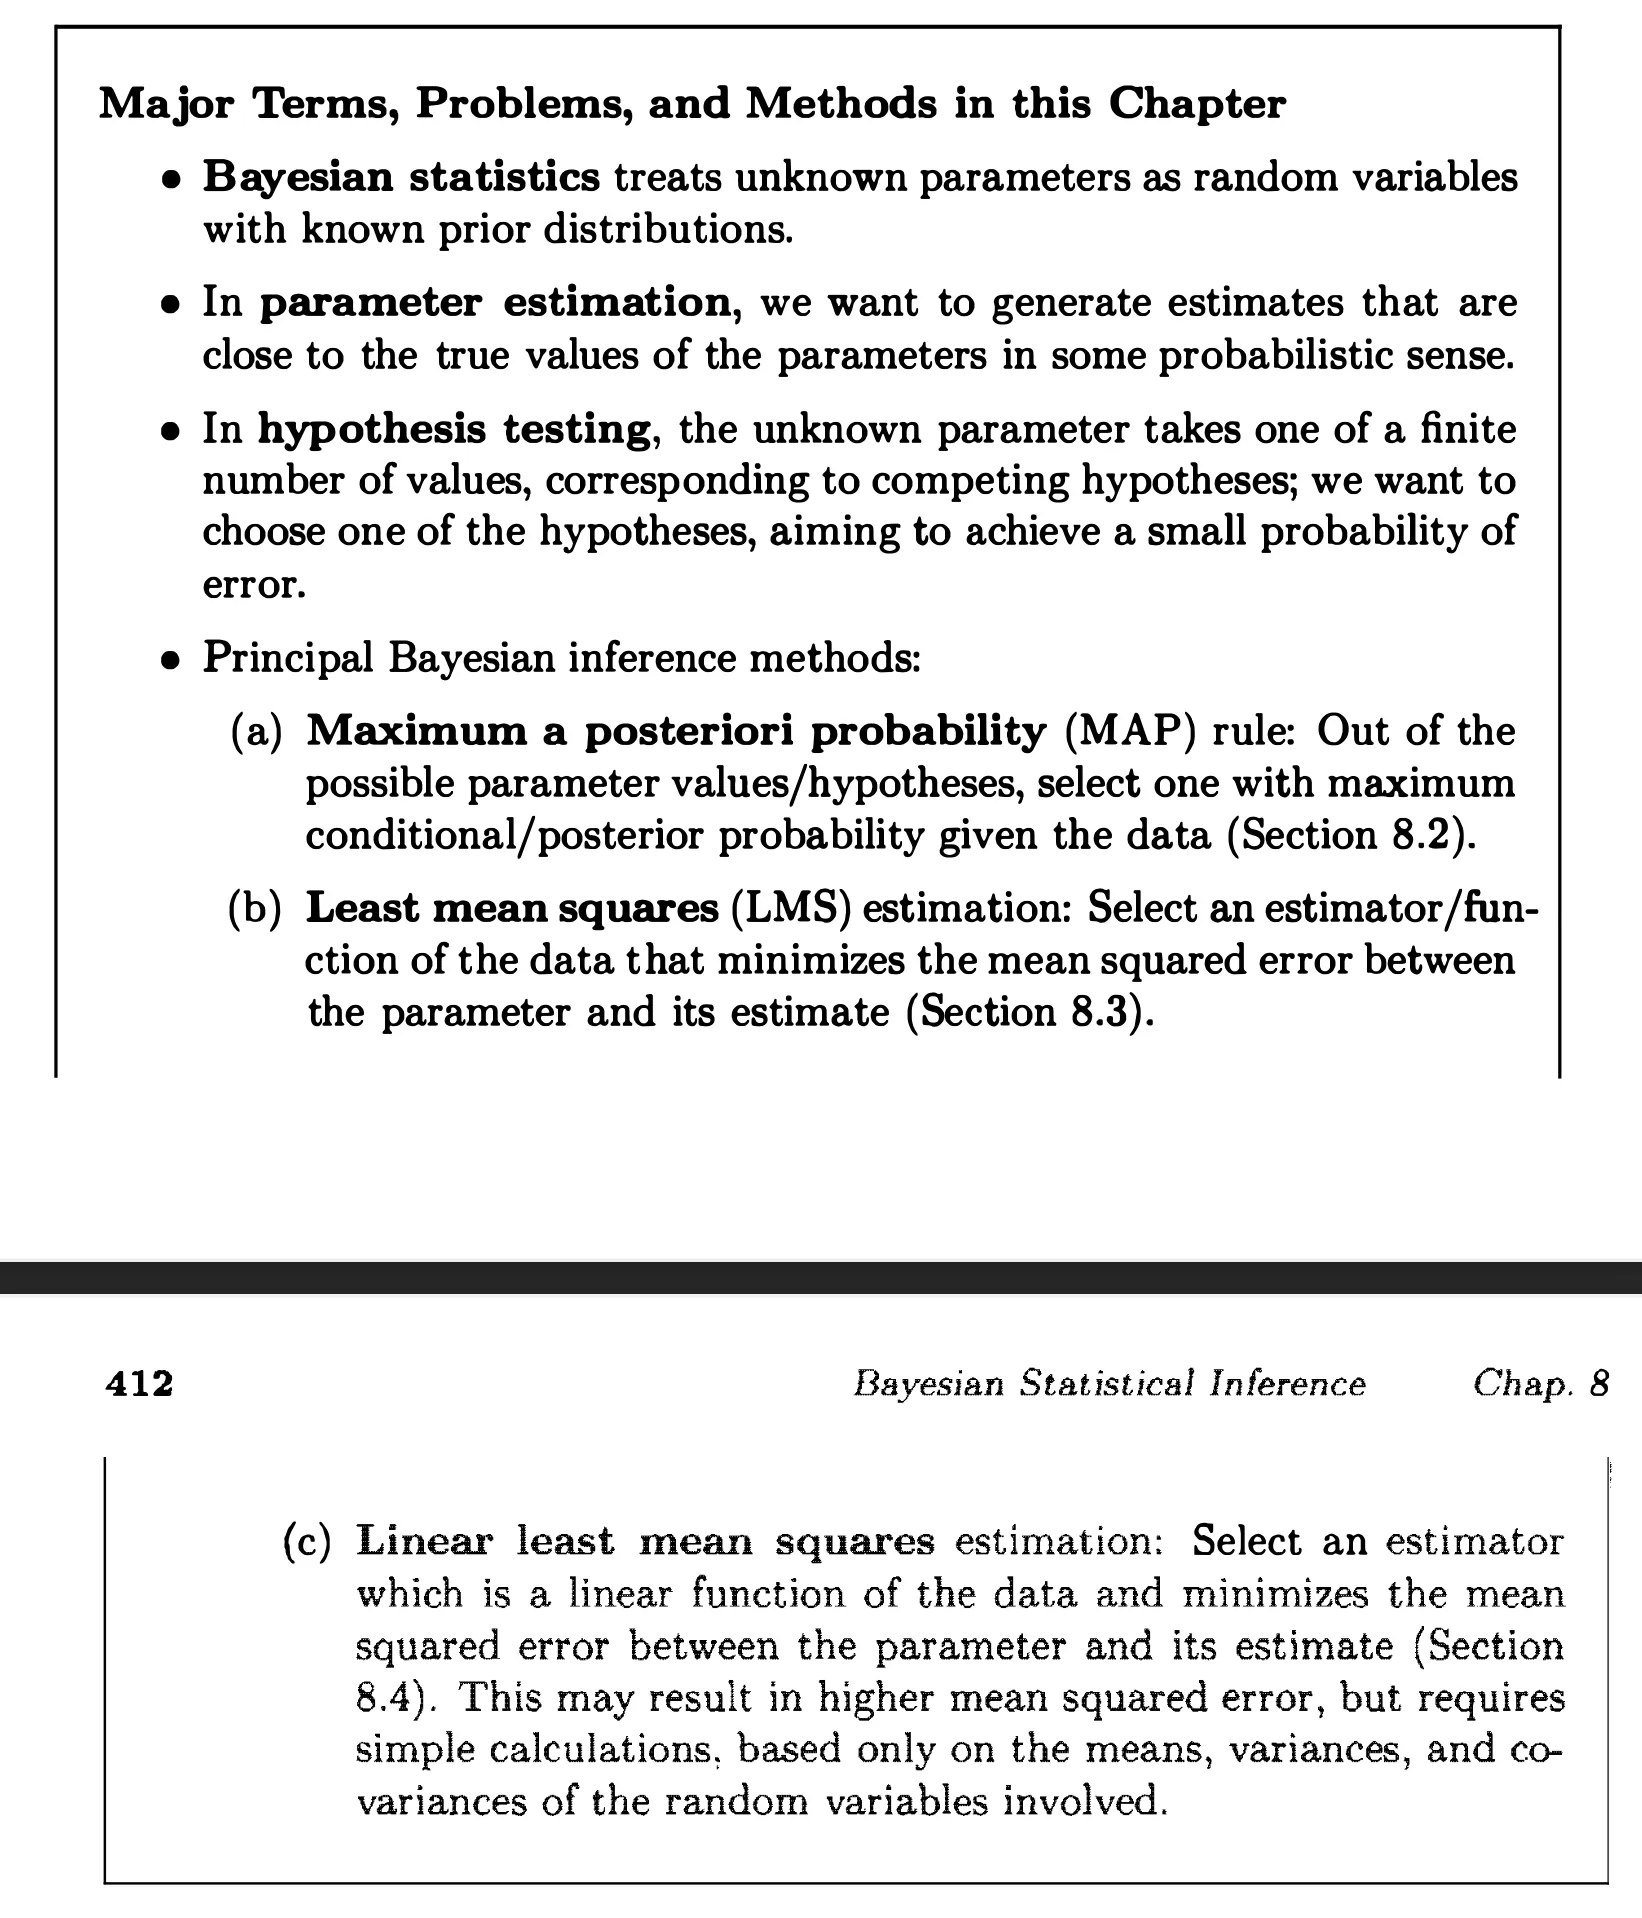 Major Terms, Problems, and Methods in this Chapter
• Bayesian statistics treats unknown parameters as random variables
with known prior distributions.
• In parameter estimation, we want to generate estimates that are
close to the true values of the parameters in some probabilistic sense.
• In hypothesis testing, the unknown parameter takes one of a finite
number of values, corresponding to competing hypotheses; we want to
choose one of the hypotheses, aiming to achieve a small probability of
error.
• Principal Bayesian inference methods:
(a) Maximum a posteriori probability (MAP) rule: Out of the
possible parameter values/hypotheses, select one with maximum
conditional/posterior probability given the data (Section 8.2).
(b) Least mean squares (LMS) estimation: Select an estimator/fun-
ction of the data that minimizes the mean squared error between
the parameter and its estimate (Section 8.3).
412 Bayesian Statistical Inference Chap. 8
(c) Linear least mean squares estimation: Select an estimator
which is a linear function of the data and minimizes the mean
squared error between the parameter and its estimate (Section
8.4). This may result in higher mean squared error, but requires
simple calculations, based only on the means, variances, and co-
variances of the random variables involved.